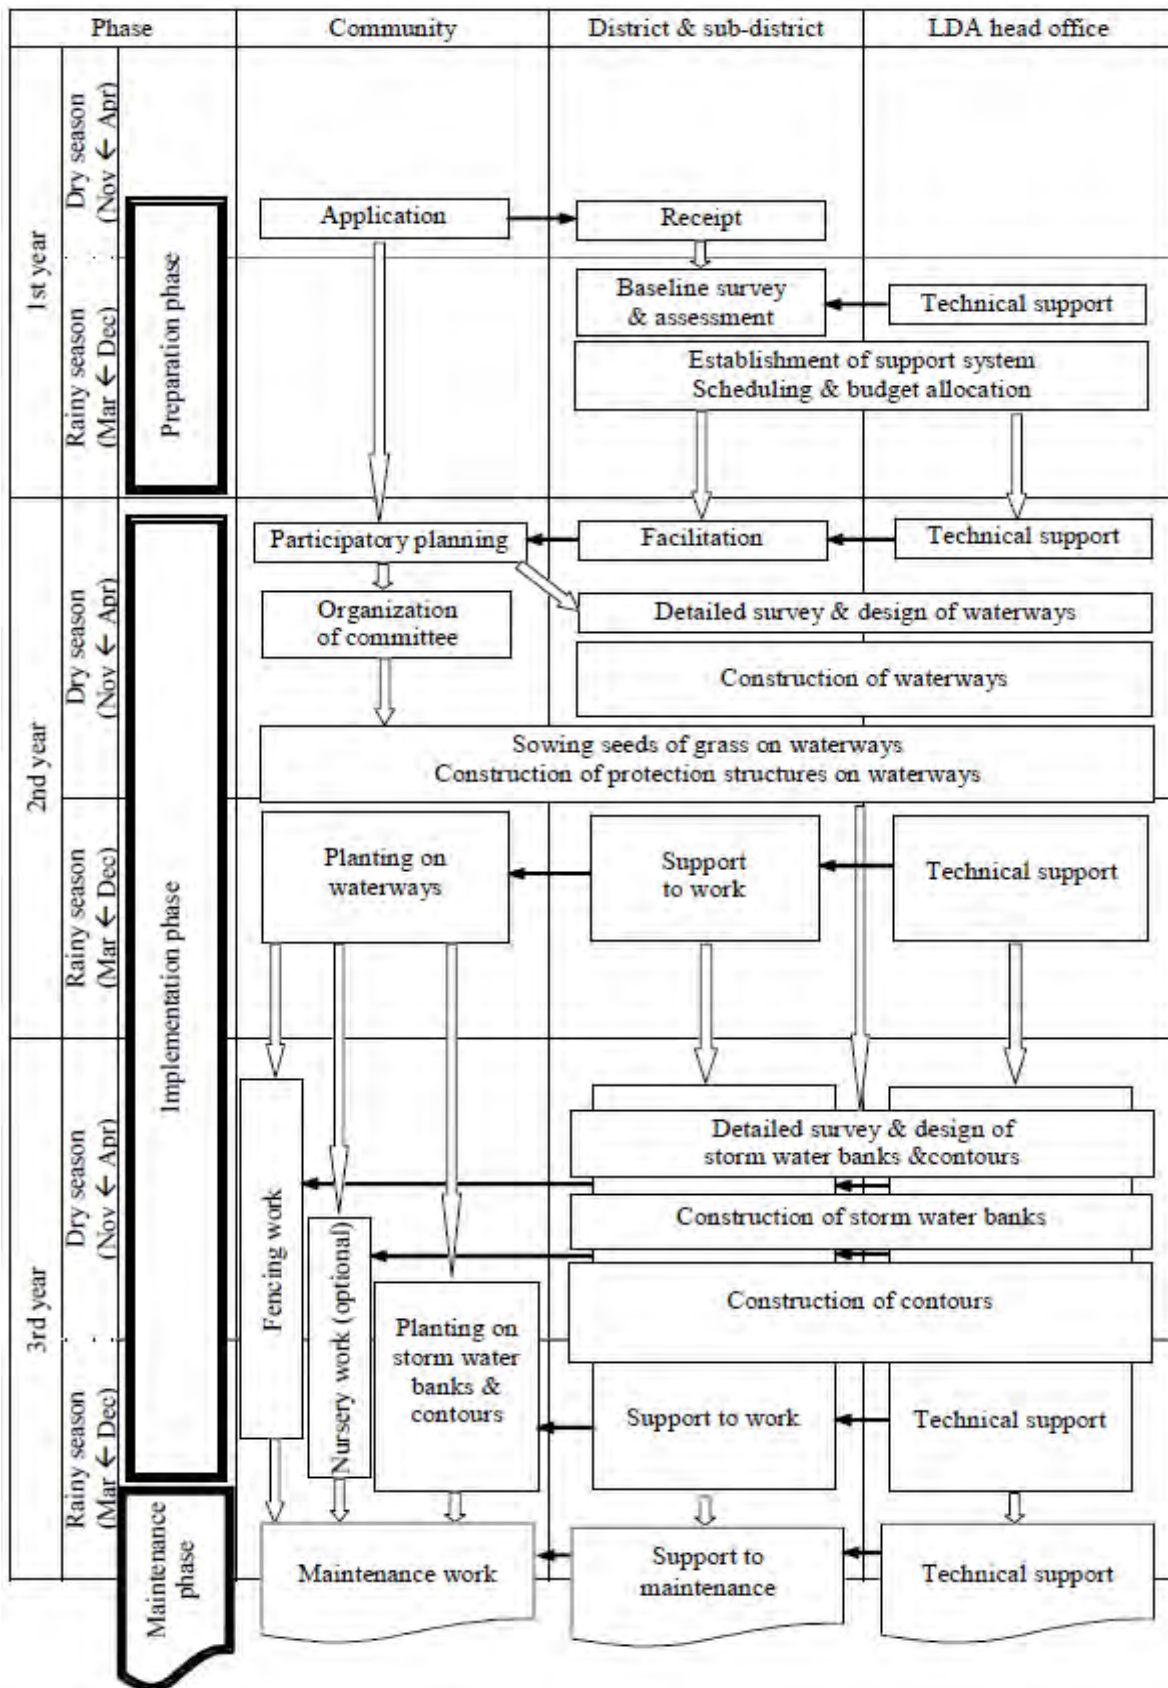 Phase
Community
District & sub-district
LDA head office
1st year
Dry season
(Nov ← Apr)
Rainy season
(Mar ← Dec)
Preparation phase
Application
Receipt
Baseline survey
& assessment
Technical support
Establishment of support system
Scheduling & budget allocation
2nd year
Dry season
(Nov ← Apr)
Rainy season
(Mar ← Dec)
Implementation phase
Participatory planning
Facilitation
Technical support
Organization
of committee
Detailed survey & design of waterways
Construction of waterways
Sowing seeds of grass on waterways
Construction of protection structures on waterways
Planting on
waterways
Support
to work
Technical support
3rd year
Dry season
(Nov ← Apr)
Rainy season
(Mar ← Dec)
Detailed survey & design of
storm water banks &contours
Construction of storm water banks
Construction of contours
Fencing work
Nursery work (optional)
Planting on
storm water
banks &
contours
Support to work
Technical support
Maintenance
phase
Maintenance work
Support to
maintenance
Technical support